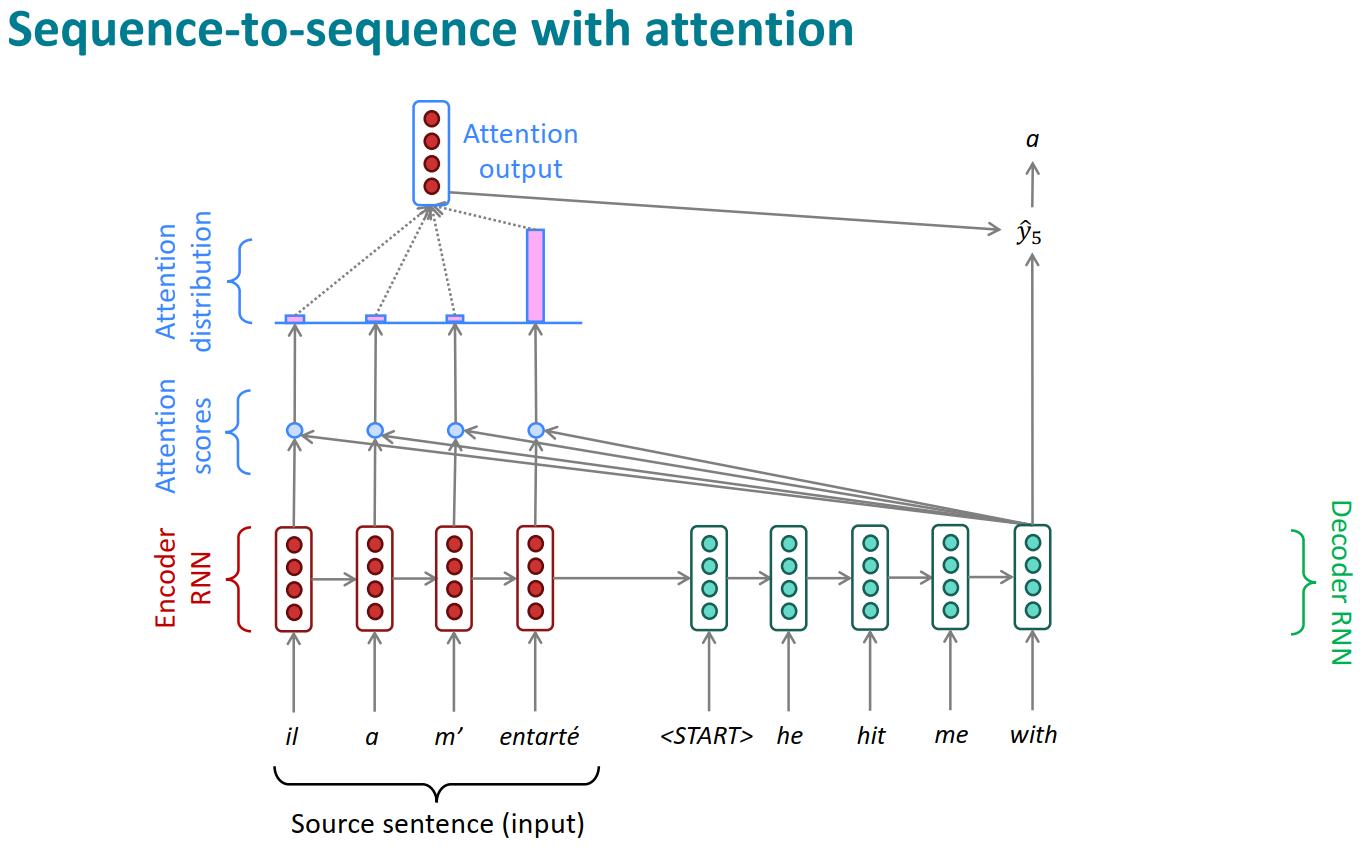 Sequence-to-sequence with attention
Attention
output
a
ŷ₅
Attention
distribution
Attention
scores
Encoder
RNN
Decoder RNN
il a m’ entarté <START> he hit me with
Source sentence (input)